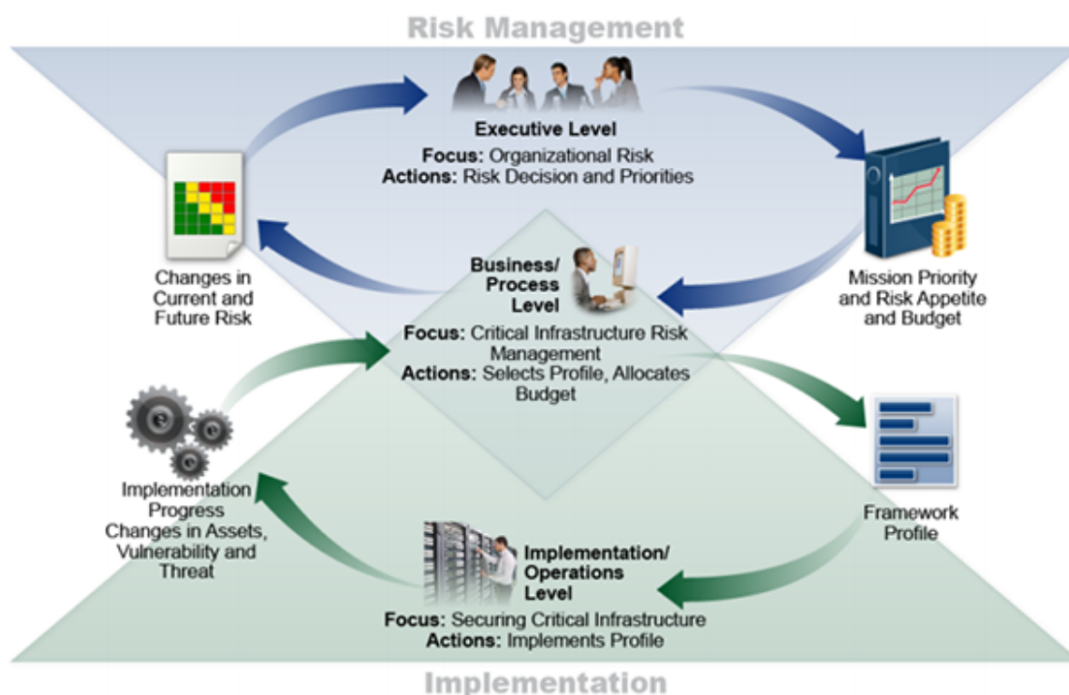 Risk Management
Executive Level
Focus: Organizational Risk
Actions: Risk Decision and Priorities
Changes in
Current and
Future Risk
Mission Priority
and Risk Appetite
and Budget
Business/
Process
Level
Focus: Critical Infrastructure Risk
Management
Actions: Selects Profile, Allocates
Budget
Implementation
Progress
Changes in Assets,
Vulnerability and
Threat
Framework
Profile
Implementation/
Operations
Level
Focus: Securing Critical Infrastructure
Actions: Implements Profile
Implementation